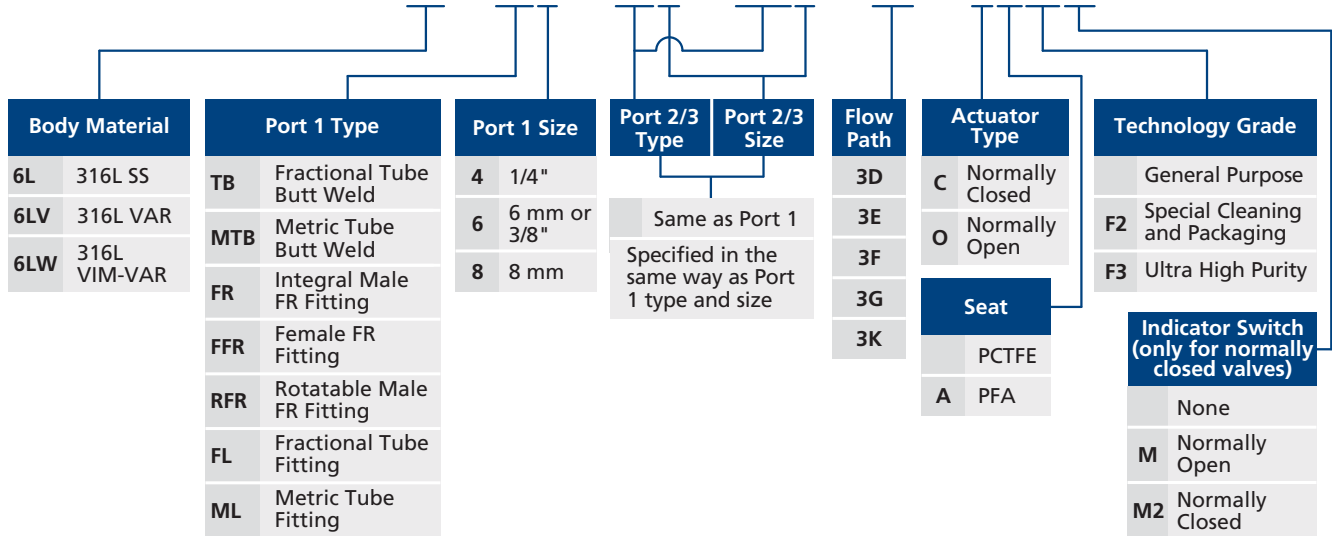 Body Material
6L 316L SS
6LV 316L VAR
6LW 316L
VIM-VAR
Port 1 Type
TB Fractional Tube
Butt Weld
MTB Metric Tube
Butt Weld
FR Integral Male
FR Fitting
FFR Female FR
Fitting
RFR Rotatable Male
FR Fitting
FL Fractional Tube
Fitting
ML Metric Tube
Fitting
Port 1 Size
4 1/4"
6 6 mm or
3/8"
8 8 mm
Port 2/3
Type
Port 2/3
Size
Same as Port 1
Specified in the
same way as Port
1 type and size
Flow
Path
3D
3E
3F
3G
3K
Actuator
Type
C Normally
Closed
O Normally
Open
Seat
PCTFE
A PFA
Technology Grade
General Purpose
F2 Special Cleaning
and Packaging
F3 Ultra High Purity
Indicator Switch
(only for normally
closed valves)
None
M Normally
Open
M2 Normally
Closed